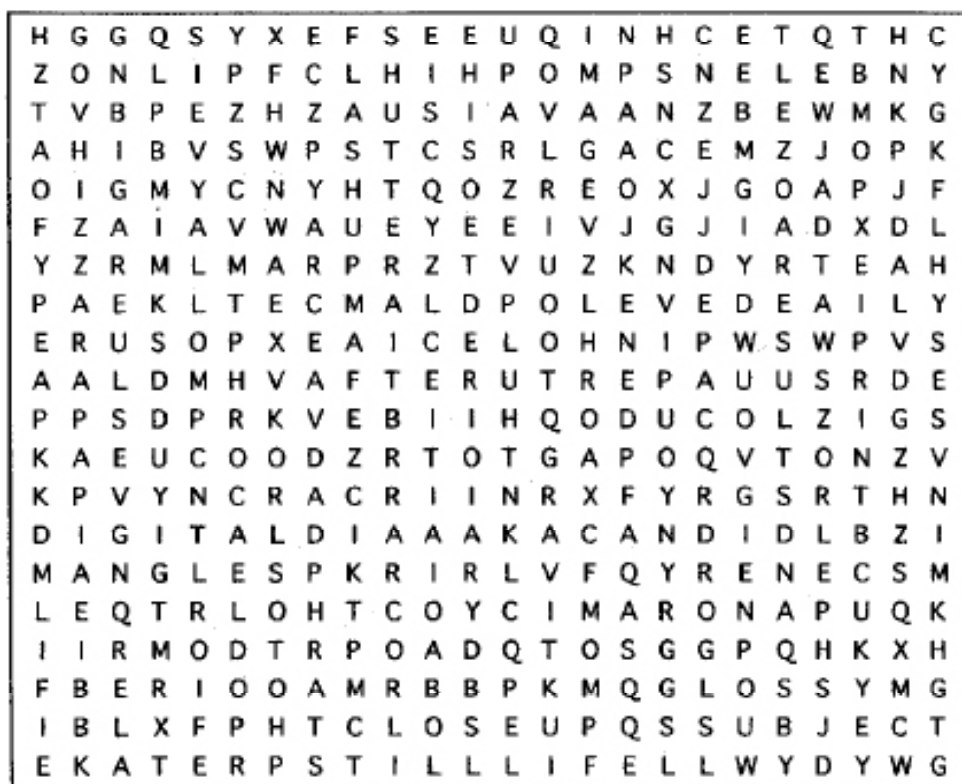 H G G Q S Y X E F S E E U Q I N H C E T Q T H C
Z O N L I P F C L H I H P O M P S N E L E B N Y
T V B P E Z H Z A U S I A V A A N Z B E W M K G
A H I B V S W P S T C S R L G A C E M Z J O P K
O I G M Y C N Y H T Q O Z R E O X J G O A P J F
F Z A I A V W A U E Y E E I V J G J I A D X D L
Y Z R M L M A R P R Z T V U Z K N D Y R T E A H
P A E K L T E C M A L D P O L E V E D E A I L Y
E R U S O P X E A I C E L O H N I P W S W P V S
A A L D M H V A F T E R U T R E P A U U S R D E
P P S D P R K V E B I I H Q O D U C O L Z I G S
K A E U C O O D Z R T O T G A P O Q V T O N Z V
K P V Y N C R A C R I I N R X F Y R G S R T H N
D I G I T A L D I A A A K A C A N D I D L B Z I
M A N G L E S P K R I R L V F Q Y R E N E C S M
L E Q T R L O H T C O Y C I M A R O N A P U Q K
I I R M O D T R P O A D Q T O S G G P Q H K X H
F B E R I O O A M R B B P K M Q G L O S S Y M G
I B L X F P H T C L O S E U P Q S S U B J E C T
E K A T E R P S T I L L L I F E L L W Y D Y W G